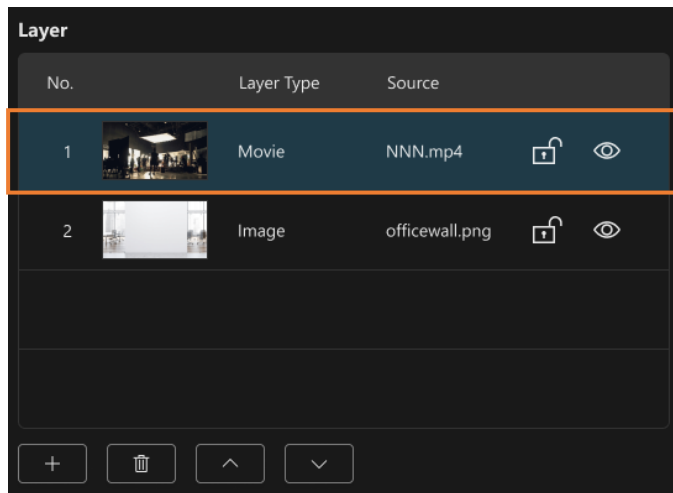 Layer
No. Layer Type Source
1 Movie NNN.mp4
2 Image officewall.png